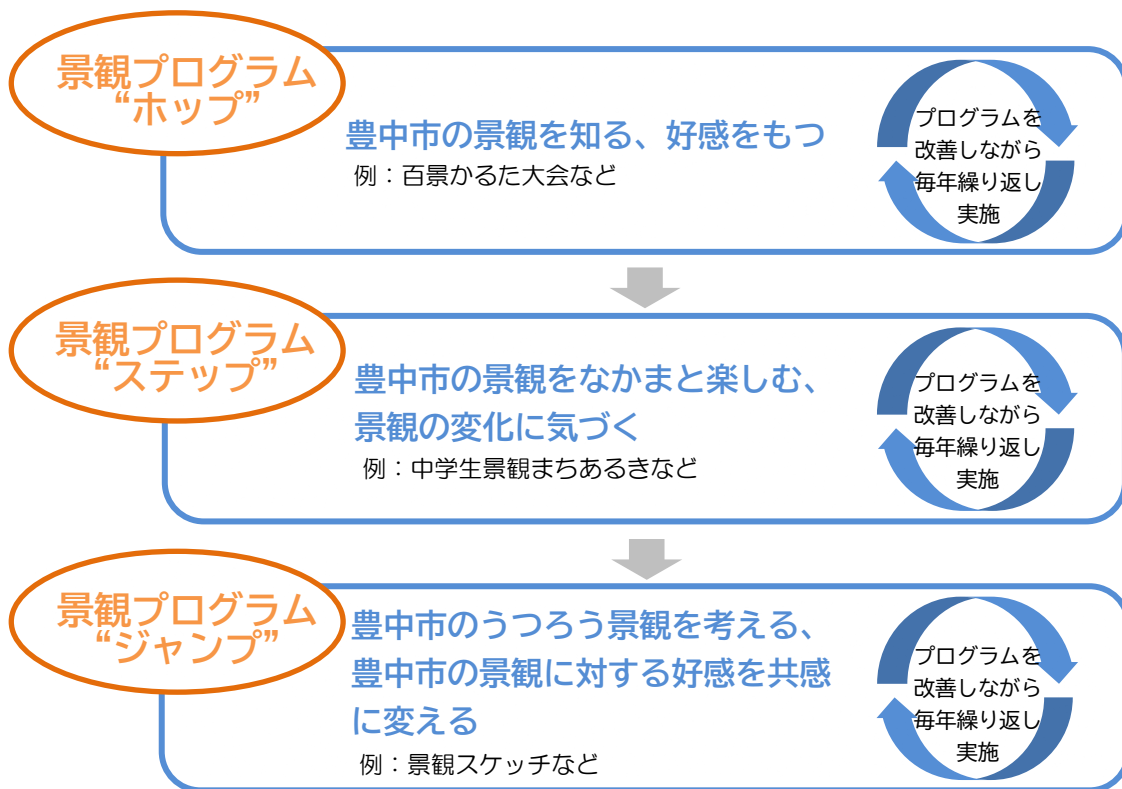 景観プログラム
“ホップ”
豊中市の景観を知る、好感をもつ
例：百景かるた大会など
プログラムを
改善しながら
毎年繰り返し
実施
景観プログラム
“ステップ”
豊中市の景観をなかまと楽しむ、
景観の変化に気づく
例：中学生景観まちあるきなど
プログラムを
改善しながら
毎年繰り返し
実施
景観プログラム
“ジャンプ”
豊中市のうつろう景観を考える、
豊中市の景観に対する好感を共感
に変える
例：景観スケッチなど
プログラムを
改善しながら
毎年繰り返し
実施